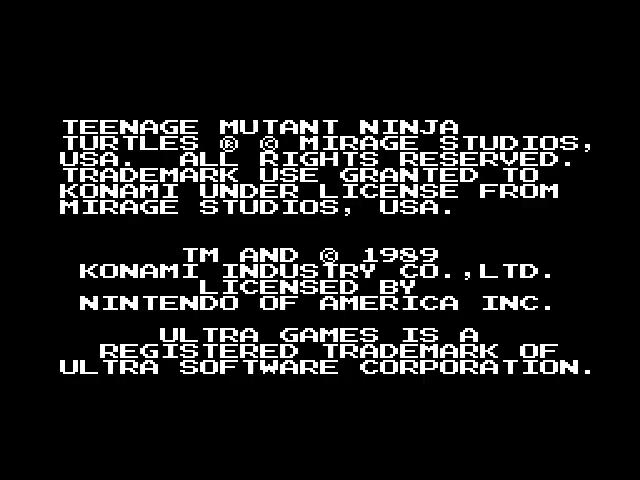 TEENAGE MUTANT NINJA
TURTLES ® © MIRAGE STUDIOS,
USA.  ALL RIGHTS RESERVED.
TRADEMARK USE GRANTED TO
KONAMI UNDER LICENSE FROM
MIRAGE STUDIOS, USA.
TM AND © 1989
KONAMI INDUSTRY CO.,LTD.
LICENSED BY
NINTENDO OF AMERICA INC.
ULTRA GAMES IS A
REGISTERED TRADEMARK OF
ULTRA SOFTWARE CORPORATION.